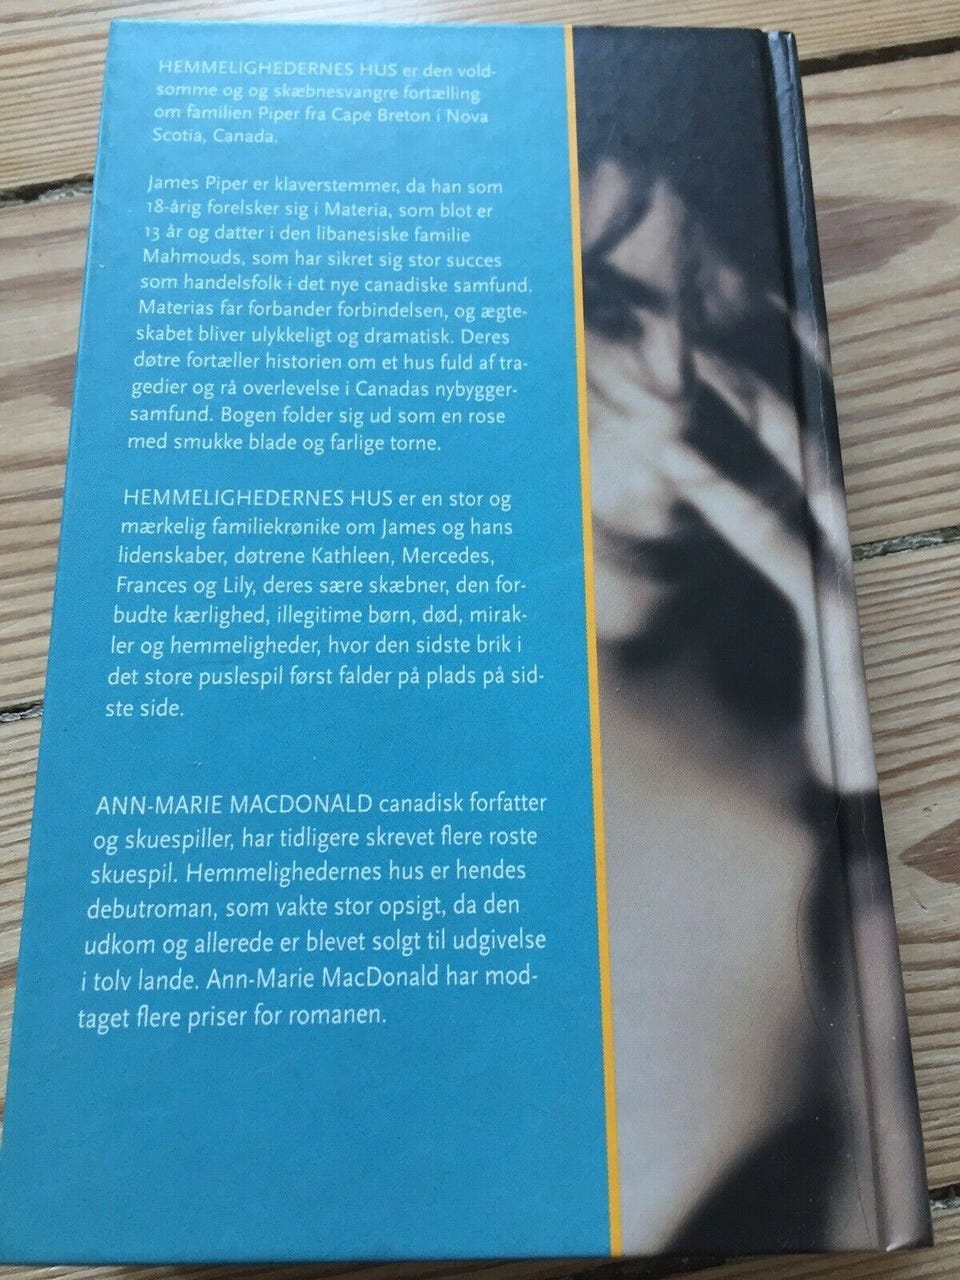 HEMMELIGHEDERNES HUS er den vold-
somme og og skæbnesvangre fortælling
om familien Piper fra Cape Breton i Nova
Scotia, Canada.
James Piper er klaverstemmer, da han som
18-årig forelsker sig i Materia, som blot er
13 år og datter i den libanesiske familie
Mahmouds, som har sikret sig stor succes
som handelsfolk i det nye canadiske samfund.
Materias far forbander forbindelsen, og ægte-
skabet bliver ulykkeligt og dramatisk. Deres
døtre fortæller historien om et hus fuld af tra-
gedier og rå overlevelse i Canadas nybygger-
samfund. Bogen folder sig ud som en rose
med smukke blade og farlige torne.
HEMMELIGHEDERNES HUS er en stor og
mærkelig familiekrønike om James og hans
lidenskaber, døtrene Kathleen, Mercedes,
Frances og Lily, deres sære skæbner, den for-
budte kærlighed, illegitime børn, død, mirak-
ler og hemmeligheder, hvor den sidste brik i
det store puslespil først falder på plads på sid-
ste side.
ANN-MARIE MACDONALD canadisk forfatter
og skuespiller, har tidligere skrevet flere roste
skuespil. Hemmelighedernes hus er hendes
debutroman, som vakte stor opsigt, da den
udkom og allerede er blevet solgt til udgivelse
i tolv lande. Ann-Marie MacDonald har mod-
taget flere priser for romanen.